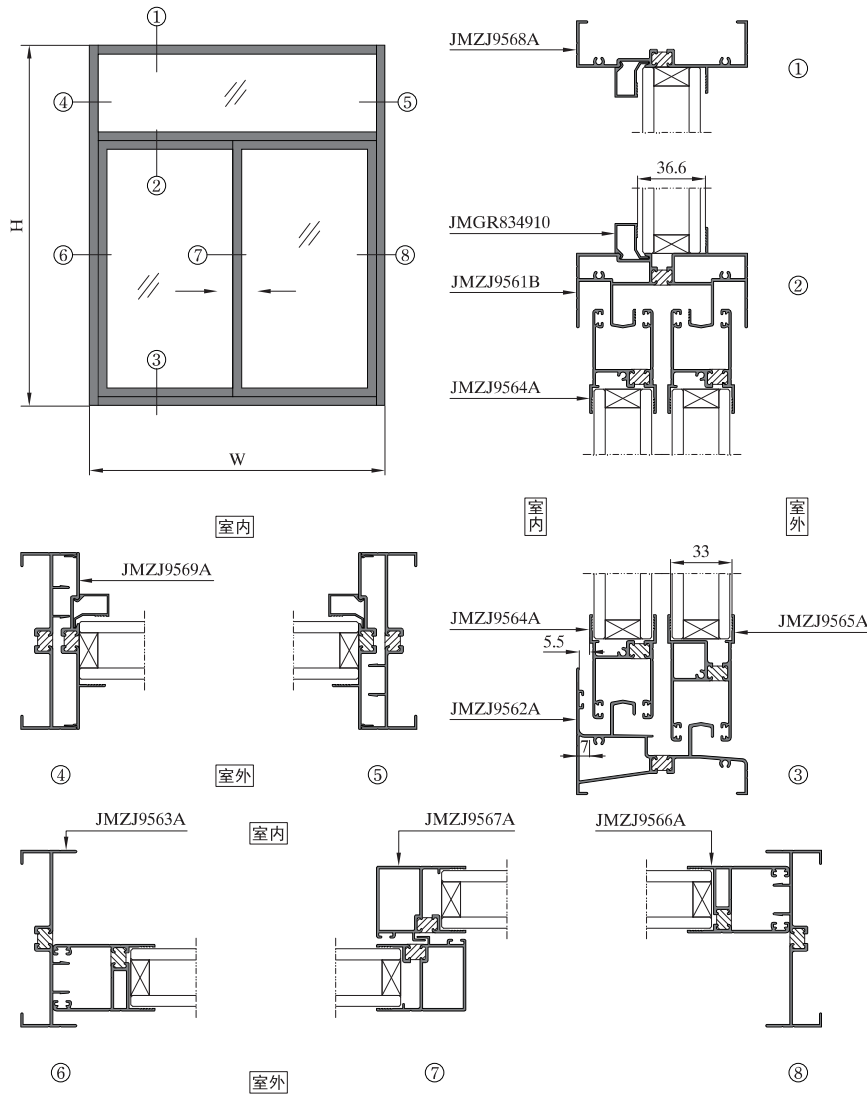 ①
④
⑤
②
H
⑥
⑦
⑧
③
W
JMZJ9568A
①
36.6
JMGR834910
JMZJ9561B
②
JMZJ9564A
室内
室内
室外
JMZJ9569A
④
室外
⑤
33
JMZJ9564A
JMZJ9565A
5.5
JMZJ9562A
7
③
JMZJ9563A
室内
JMZJ9567A
JMZJ9566A
⑥
室外
⑦
⑧